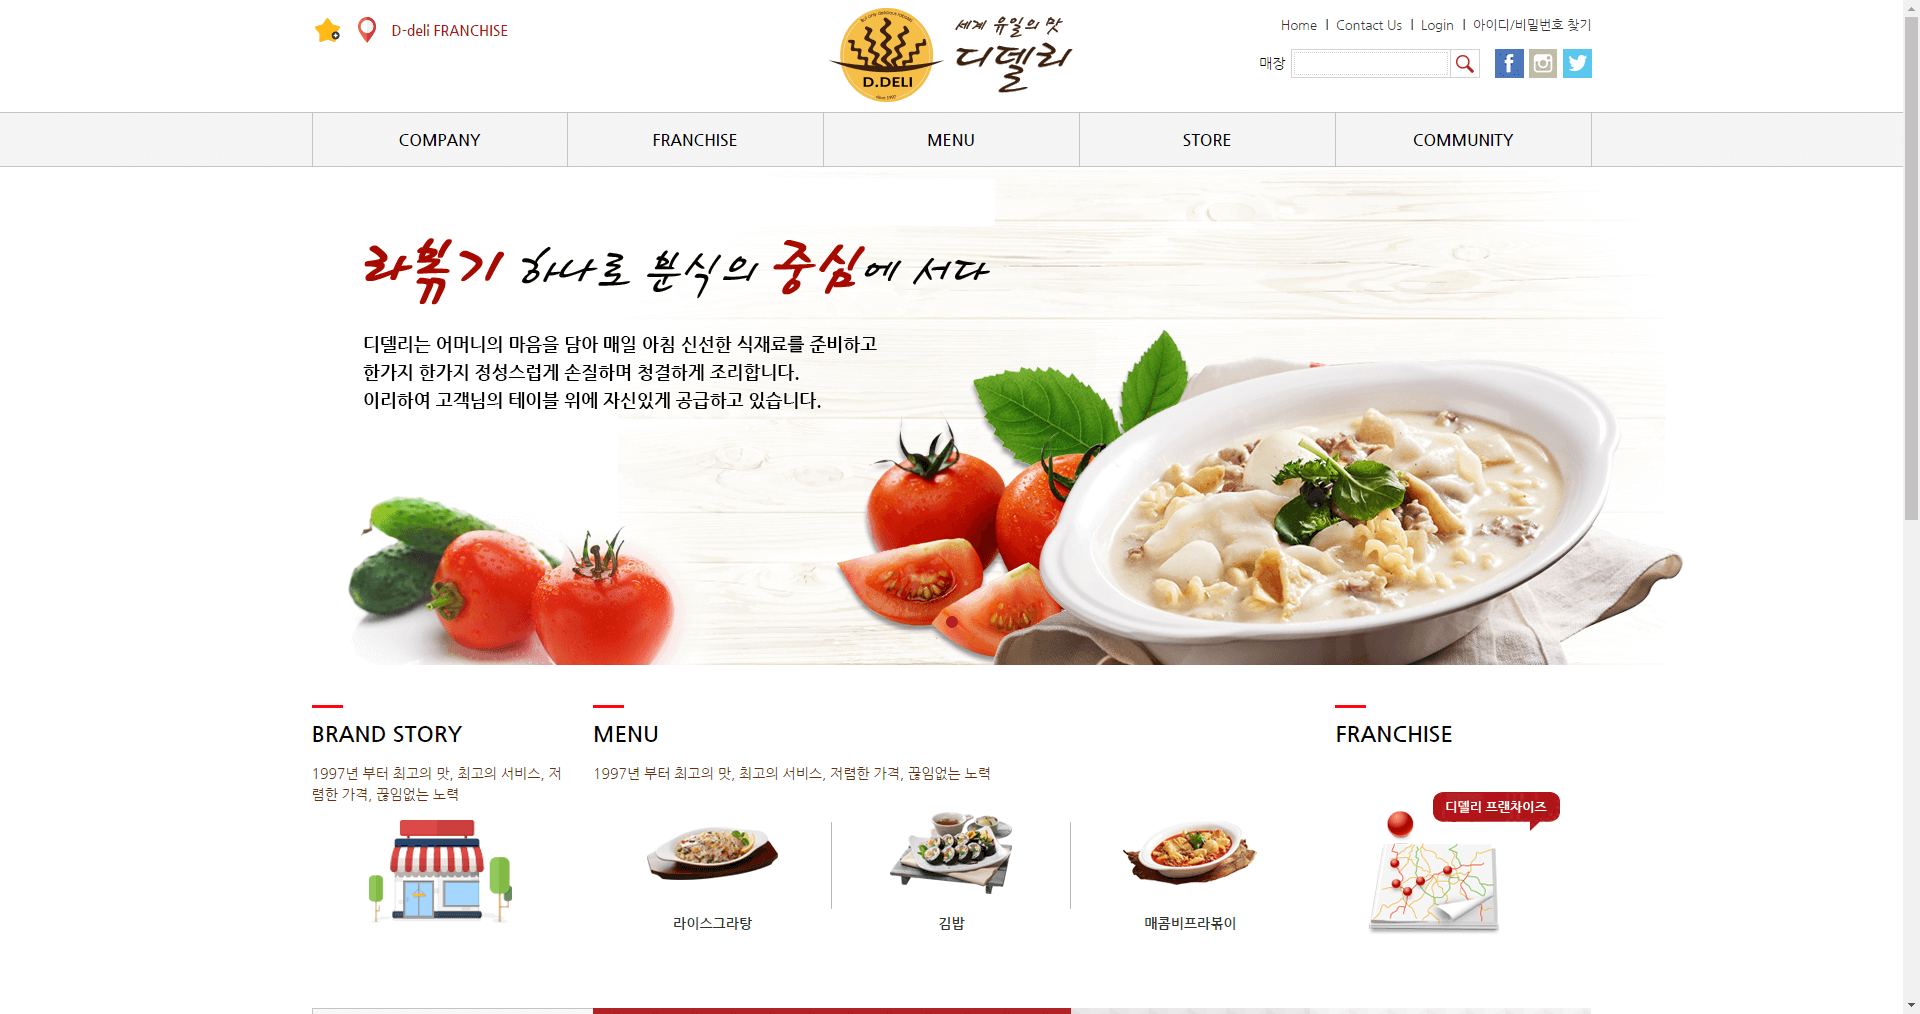 D-deli FRANCHISE
D.DELI
세계 유일의 맛
디델리
Home | Contact Us | Login | 아이디/비밀번호 찾기
매장
COMPANY
FRANCHISE
MENU
STORE
COMMUNITY
라볶기 하나로 분식의 중심에 서다
디델리는 어머니의 마음을 담아 매일 아침 신선한 식재료를 준비하고
한가지 한가지 정성스럽게 손질하며 청결하게 조리합니다.
이리하여 고객님의 테이블 위에 자신있게 공급하고 있습니다.
BRAND STORY
1997년 부터 최고의 맛, 최고의 서비스, 저
렴한 가격, 끊임없는 노력
MENU
1997년 부터 최고의 맛, 최고의 서비스, 저렴한 가격, 끊임없는 노력
라이스그라탕
김밥
매콤비프라볶이
FRANCHISE
디델리 프랜차이즈